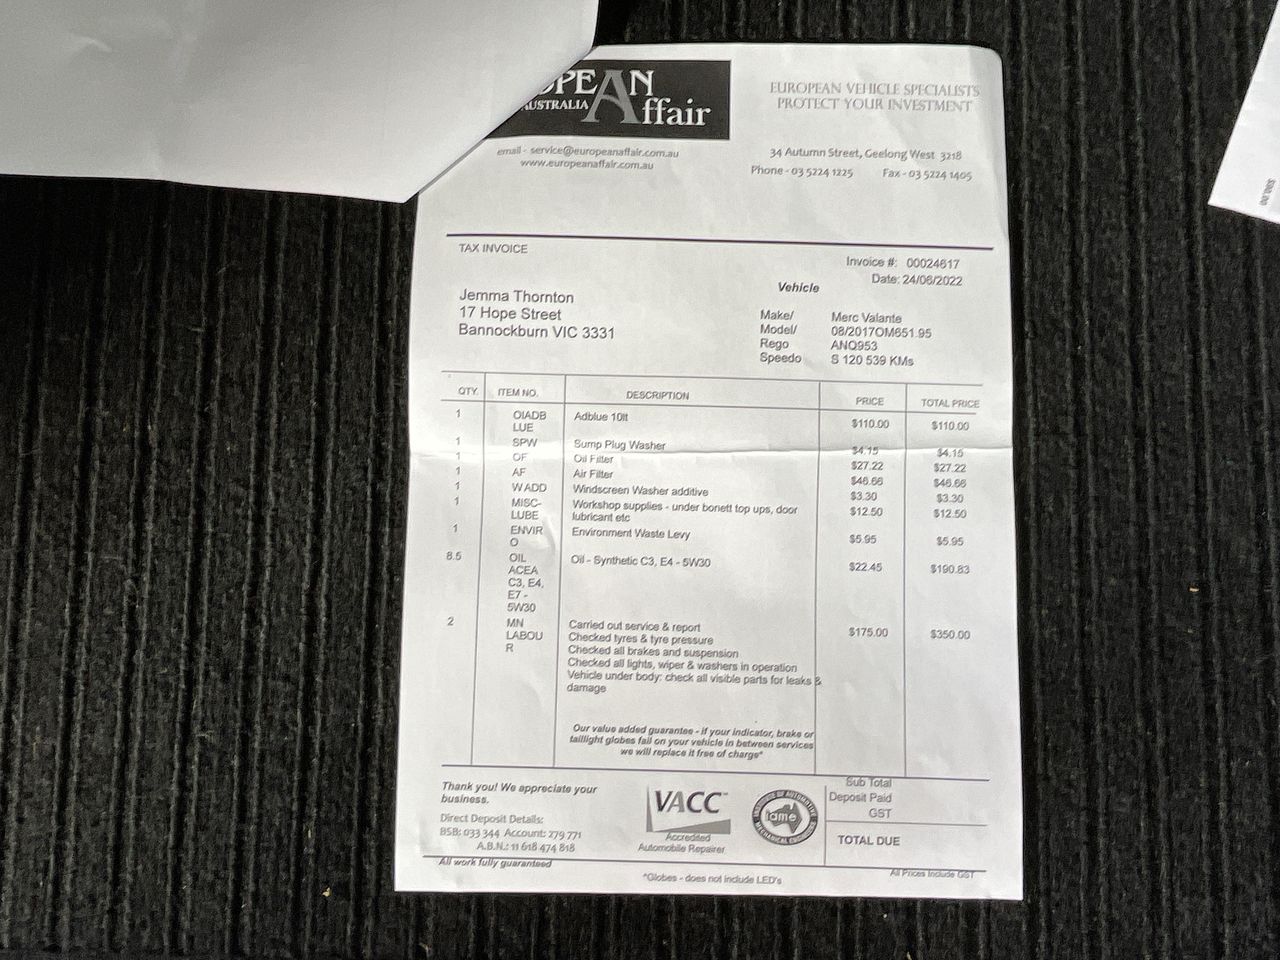 PEAN
AUSTRALIA Affair
EUROPEAN VEHICLE SPECIALISTS
PROTECT YOUR INVESTMENT
email - service@europeanaffair.com.au
www.europeanaffair.com.au
34 Autumn Street, Geelong West 3218
Phone - 03 5224 1225 Fax - 03 5224 1405
TAX INVOICE
Invoice #: 00024617
Date: 24/06/2022
Vehicle
Jemma Thornton
17 Hope Street
Bannockburn VIC 3331
Make/ Merc Valante
Model/ 08/2017OM651.95
Rego ANQ953
Speedo S 120 539 KMs
QTY. ITEM NO. DESCRIPTION PRICE TOTAL PRICE
1 OIADB Adblue 10lt $110.00 $110.00
LUE
1 SPW Sump Plug Washer $4.15 $4.15
1 OF Oil Filter $27.22 $27.22
1 AF Air Filter $46.66 $46.66
1 WADD Windscreen Washer additive $3.30 $3.30
1 MISC- Workshop supplies - under bonett top ups, door $12.50 $12.50
LUBE lubricant etc
1 ENVIR Environment Waste Levy $5.95 $5.95
O
8.5 OIL Oil - Synthetic C3, E4 - 5W30 $22.45 $190.83
ACEA
C3, E4,
E7 -
5W30
2 MN Carried out service & report $175.00 $350.00
LABOU Checked tyres & tyre pressure
R Checked all brakes and suspension
Checked all lights, wiper & washers in operation
Vehicle under body: check all visible parts for leaks &
damage
Our value added guarantee - if your indicator, brake or
taillight globes fail on your vehicle in between services
we will replace it free of charge*
Thank you! We appreciate your
business.
Direct Deposit Details:
BSB: 033 344 Account: 279 771
A.B.N.: 11 618 474 818
All work fully guaranteed
VACC
Accredited
Automobile Repairer
INSTITUTE OF AUTOMOTIVE
iame
MECHANICAL ENGINEERS
*Globes - does not include LED's
Sub Total
Deposit Paid
GST
TOTAL DUE
All Prices Include GST